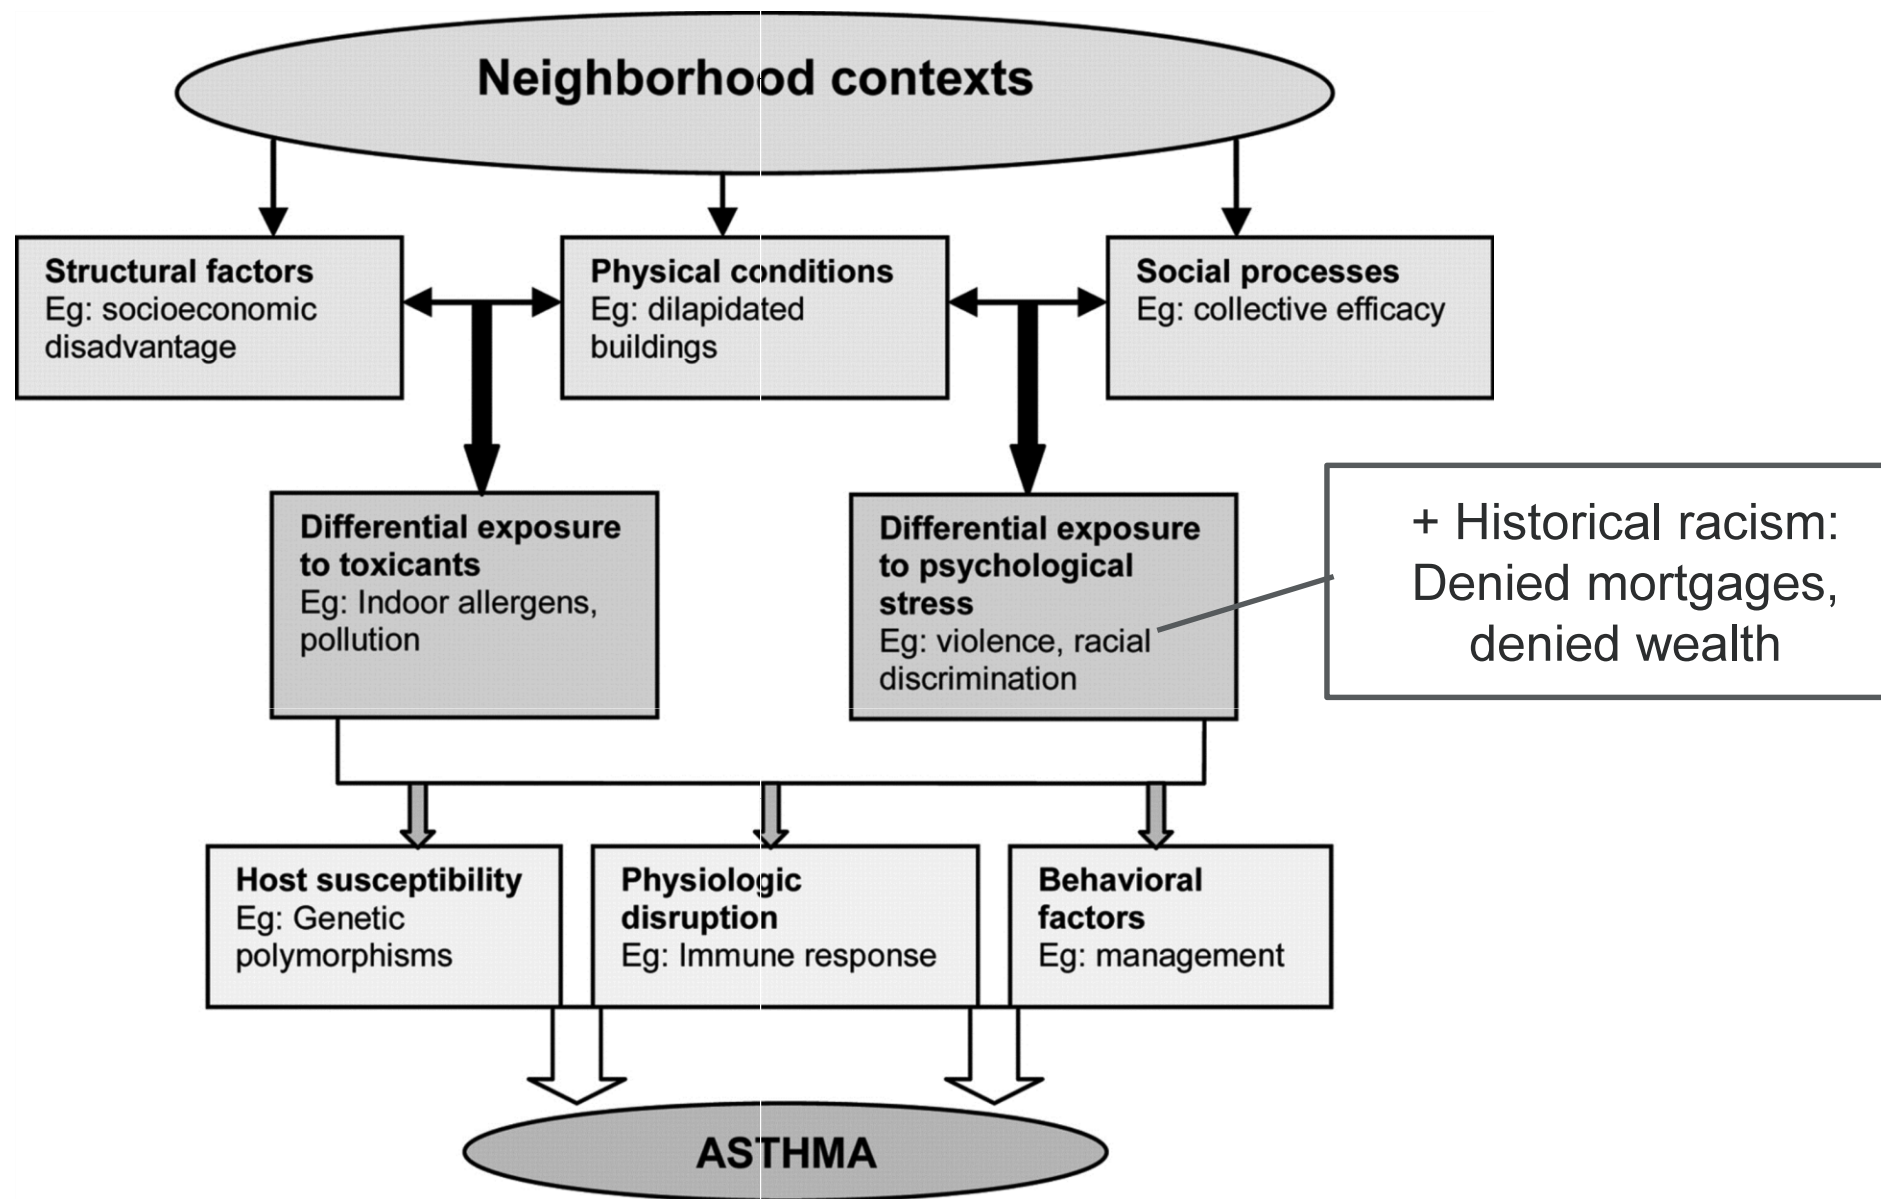 Neighborhood contexts
Structural factors
Eg: socioeconomic
disadvantage
Physical conditions
Eg: dilapidated
buildings
Social processes
Eg: collective efficacy
Differential exposure
to toxicants
Eg: Indoor allergens,
pollution
Differential exposure
to psychological
stress
Eg: violence, racial
discrimination
+ Historical racism:
Denied mortgages,
denied wealth
Host susceptibility
Eg: Genetic
polymorphisms
Physiologic
disruption
Eg: Immune response
Behavioral
factors
Eg: management
ASTHMA